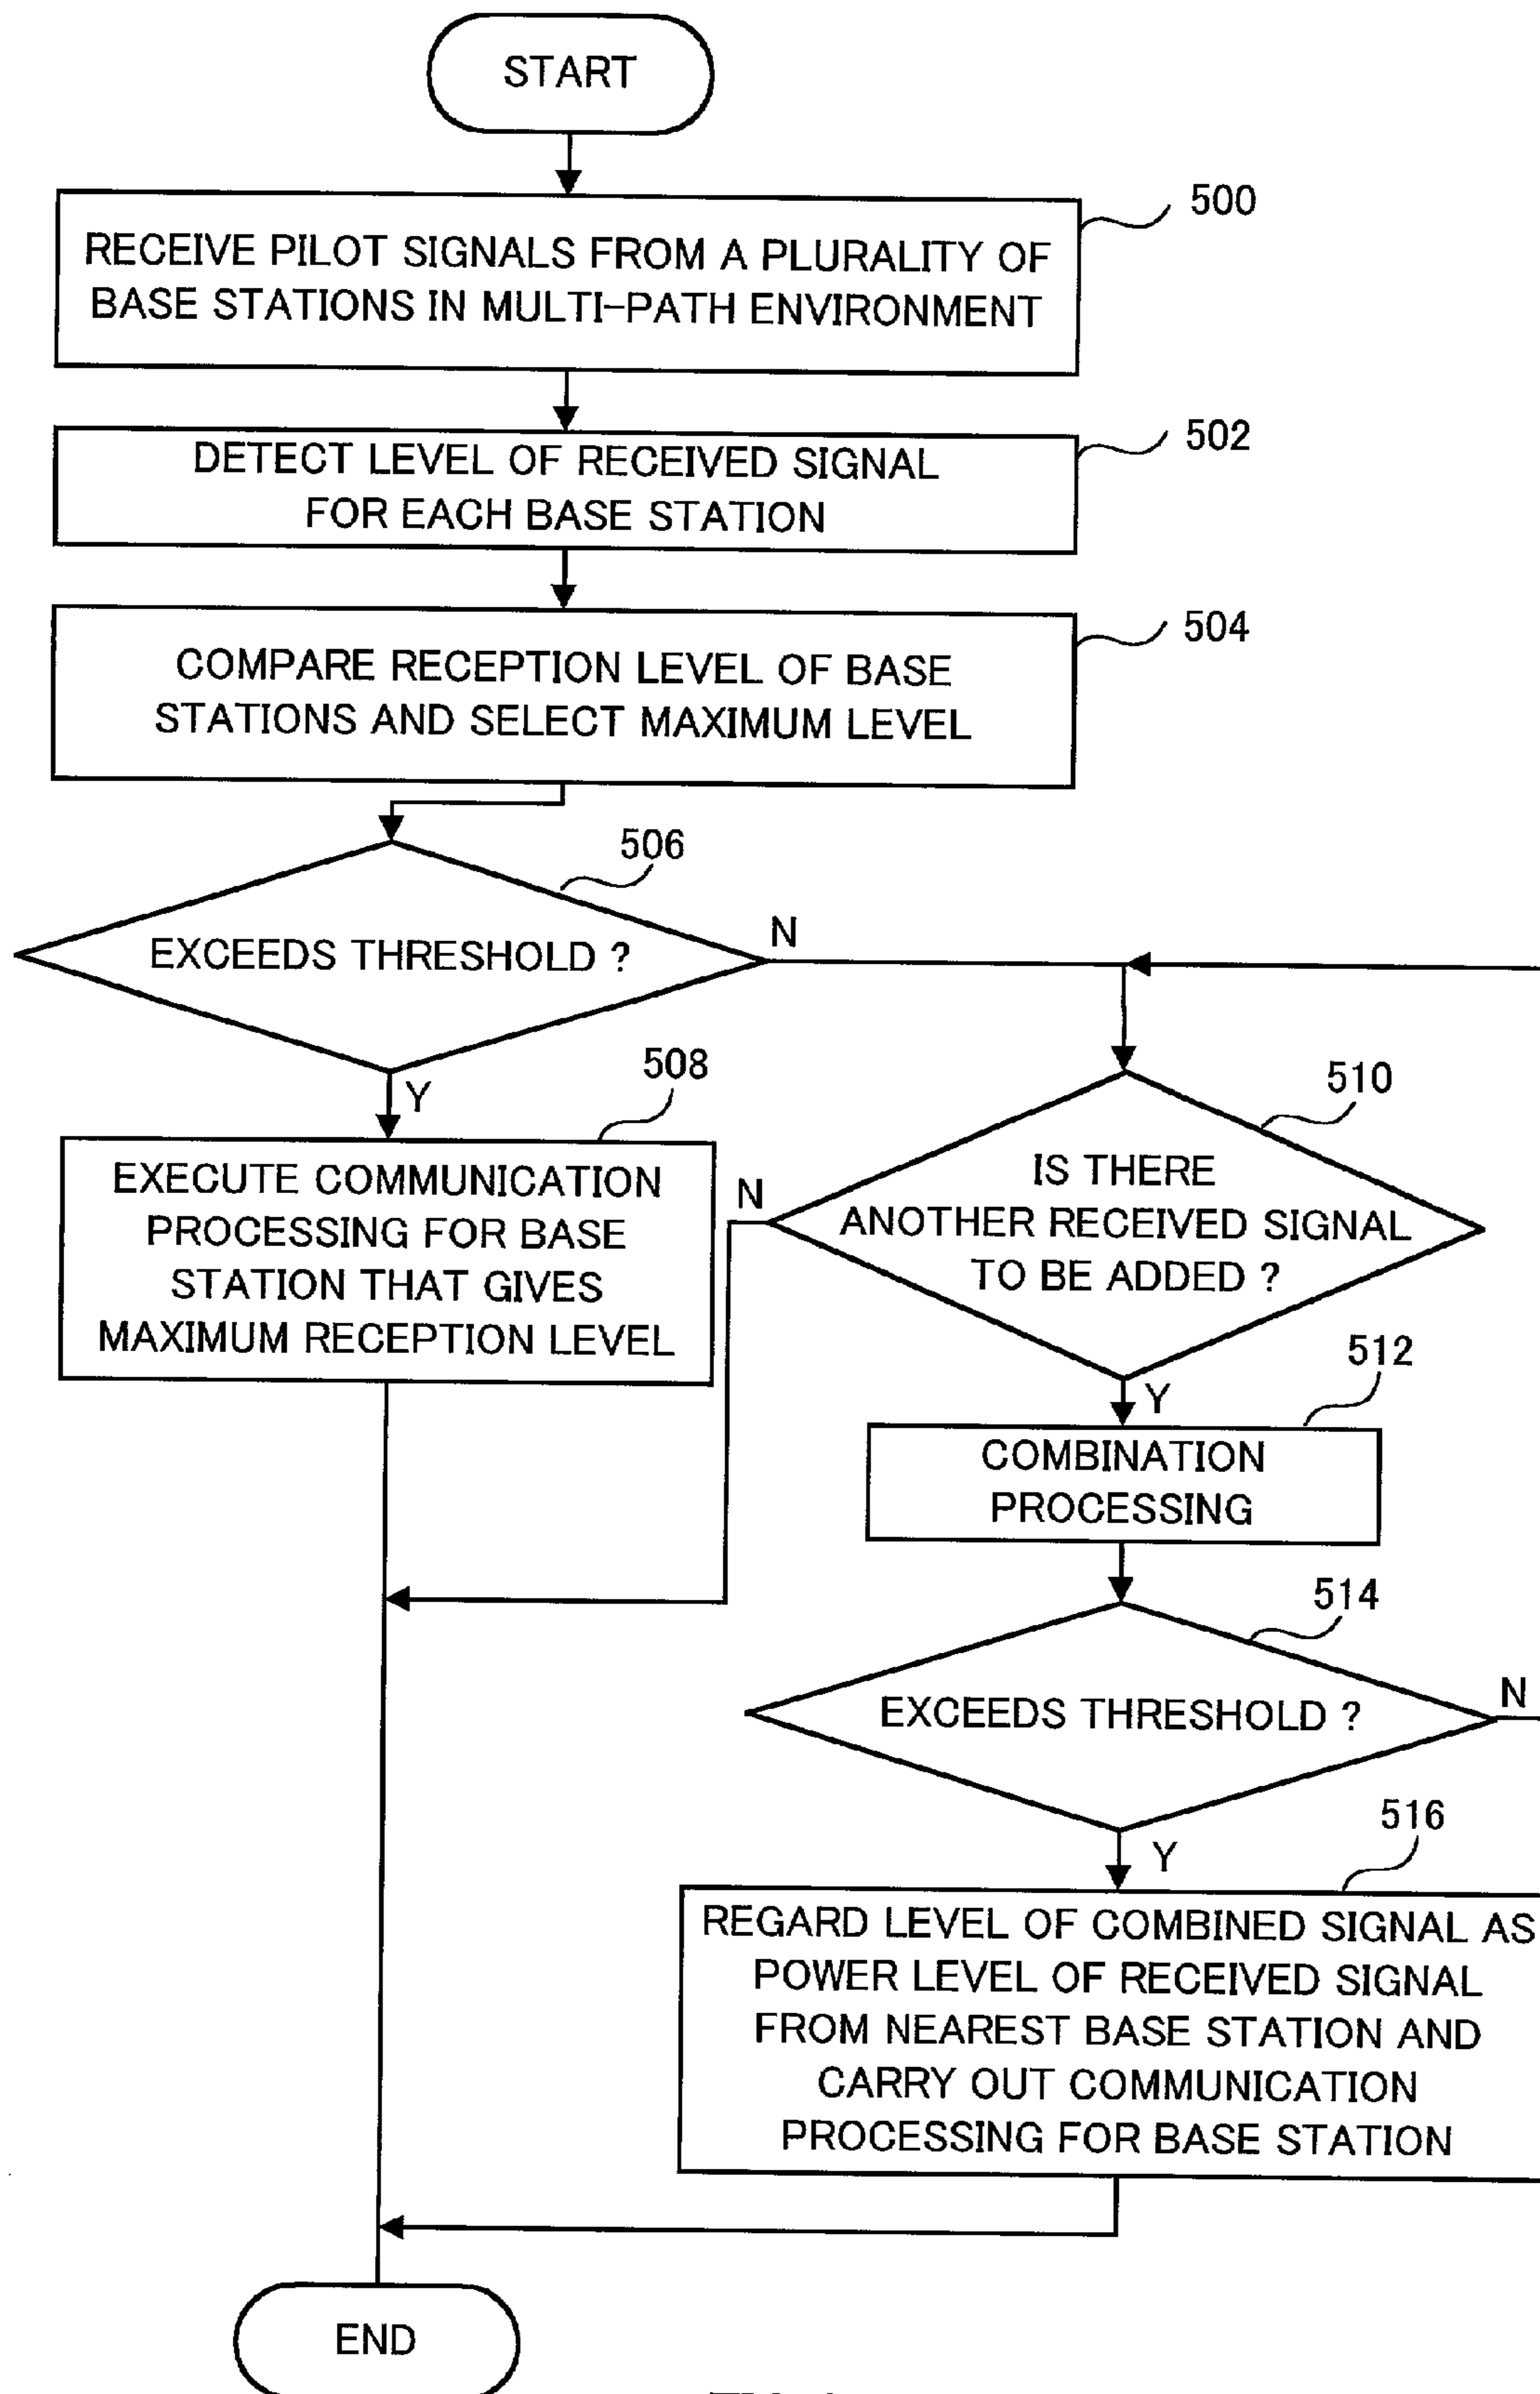 START
500
RECEIVE PILOT SIGNALS FROM A PLURALITY OF
BASE STATIONS IN MULTI-PATH ENVIRONMENT
502
DETECT LEVEL OF RECEIVED SIGNAL
FOR EACH BASE STATION
504
COMPARE RECEPTION LEVEL OF BASE
STATIONS AND SELECT MAXIMUM LEVEL
506
EXCEEDS THRESHOLD ?
N
Y
508
EXECUTE COMMUNICATION
PROCESSING FOR BASE
STATION THAT GIVES
MAXIMUM RECEPTION LEVEL
510
IS THERE
ANOTHER RECEIVED SIGNAL
TO BE ADDED ?
N
Y
512
COMBINATION
PROCESSING
514
EXCEEDS THRESHOLD ?
N
Y
516
REGARD LEVEL OF COMBINED SIGNAL AS
POWER LEVEL OF RECEIVED SIGNAL
FROM NEAREST BASE STATION AND
CARRY OUT COMMUNICATION
PROCESSING FOR BASE STATION
END